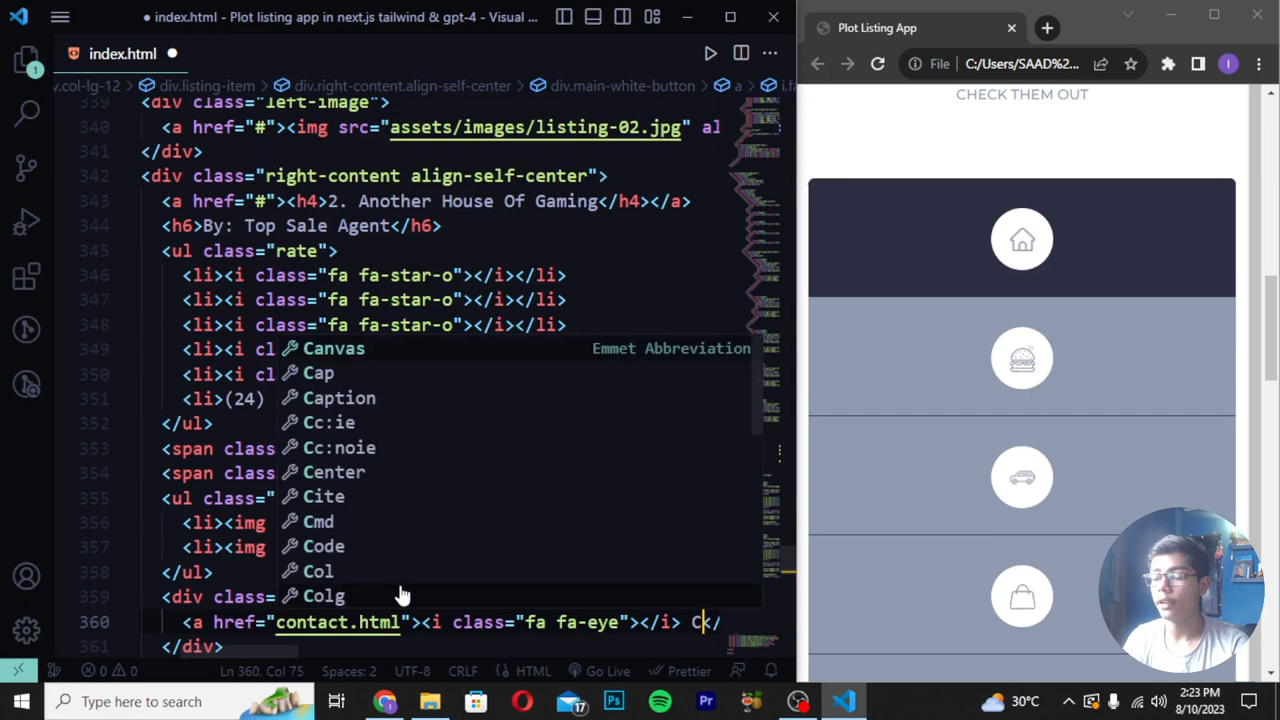 index.html - Plot listing app in next.js tailwind & gpt-4 - Visual ...
index.html
.col-lg-12 > div.listing-item > div.right-content.align-self-center > div.main-white-button > a > i.fa
339 <div class="left-image">
340 <a href="#"><img src="assets/images/listing-02.jpg" al
341 </div>
342 <div class="right-content align-self-center">
343 <a href="#"><h4>2. Another House Of Gaming</h4></a>
344 <h6>By: Top Sale Agent</h6>
345 <ul class="rate">
346 <li><i class="fa fa-star-o"></i></li>
347 <li><i class="fa fa-star-o"></i></li>
348 <li><i class="fa fa-star-o"></i></li>
349 <li><i cl
350 <li><i cl
351 <li>(24)
352 </ul>
353 <span class
354 <span class
355 <ul class="
356 <li><img
357 <li><img
358 </ul>
359 <div class=
360 <a href="contact.html"><i class="fa fa-eye"></i> C</
</div>
Canvas Emmet Abbreviation
Cap
Caption
Cc:ie
Cc:noie
Center
Cite
Cmd
Code
Col
Colg
1
0 0 Ln 360, Col 75 Spaces: 2 UTF-8 CRLF HTML Go Live Prettier
Plot Listing App
I
File C:/Users/SAAD%2...
CHECK THEM OUT
Type here to search
17
Ps
Pr
30°C
2:23 PM
8/10/2023